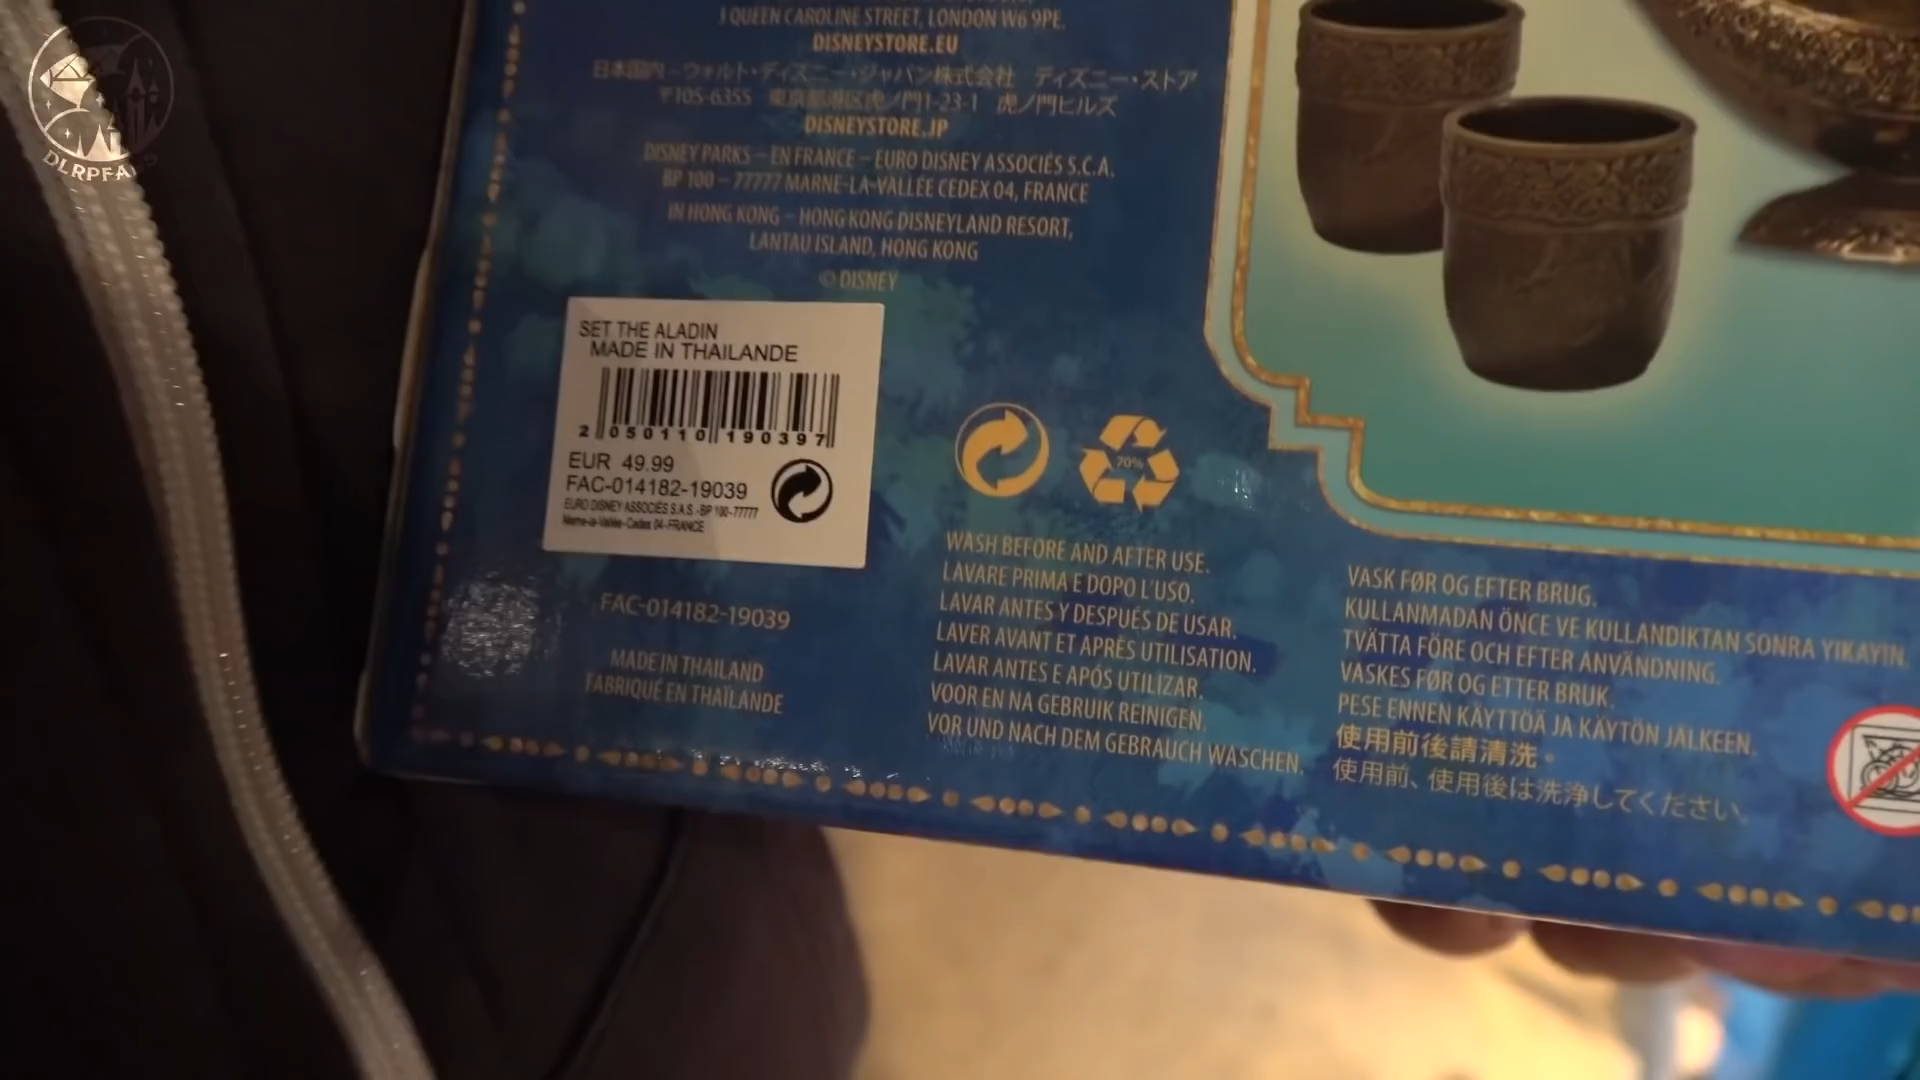 DLRPFANS
3 QUEEN CAROLINE STREET, LONDON W6 9PE.
DISNEYSTORE.EU
日本国内－ウォルト・ディズニー・ジャパン株式会社 ディズニー・ストア
〒105-6355 東京都港区虎ノ門1-23-1 虎ノ門ヒルズ
DISNEYSTORE.JP
DISNEY PARKS – EN FRANCE – EURO DISNEY ASSOCIÉS S.C.A.
BP 100 – 77777 MARNE-LA-VALLÉE CEDEX 04, FRANCE
IN HONG KONG – HONG KONG DISNEYLAND RESORT,
LANTAU ISLAND, HONG KONG
© DISNEY
SET THE ALADIN
MADE IN THAILANDE
2 050110 190397
EUR 49.99
FAC-014182-19039
EURO DISNEY ASSOCIÉS S.A.S.-BP 100-77777
Marne-la-Vallée-Cedex 04-FRANCE
FAC-014182-19039
MADE IN THAILAND
FABRIQUÉ EN THAÏLANDE
70%
WASH BEFORE AND AFTER USE.
LAVARE PRIMA E DOPO L'USO.
LAVAR ANTES Y DESPUÉS DE USAR.
LAVER AVANT ET APRÈS UTILISATION.
LAVAR ANTES E APÓS UTILIZAR.
VOOR EN NA GEBRUIK REINIGEN.
VOR UND NACH DEM GEBRAUCH WASCHEN.
VASK FØR OG EFTER BRUG.
KULLANMADAN ÖNCE VE KULLANDIKTAN SONRA YIKAYIN.
TVÄTTA FÖRE OCH EFTER ANVÄNDNING.
VASKES FØR OG ETTER BRUK.
PESE ENNEN KÄYTTÖÄ JA KÄYTÖN JÄLKEEN.
使用前後請清洗。
使用前、使用後は洗浄してください。